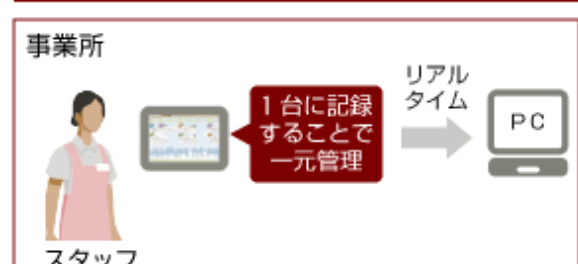 事業所
リアル
タイム
1台に記録
することで
一元管理
PC
スタッフ